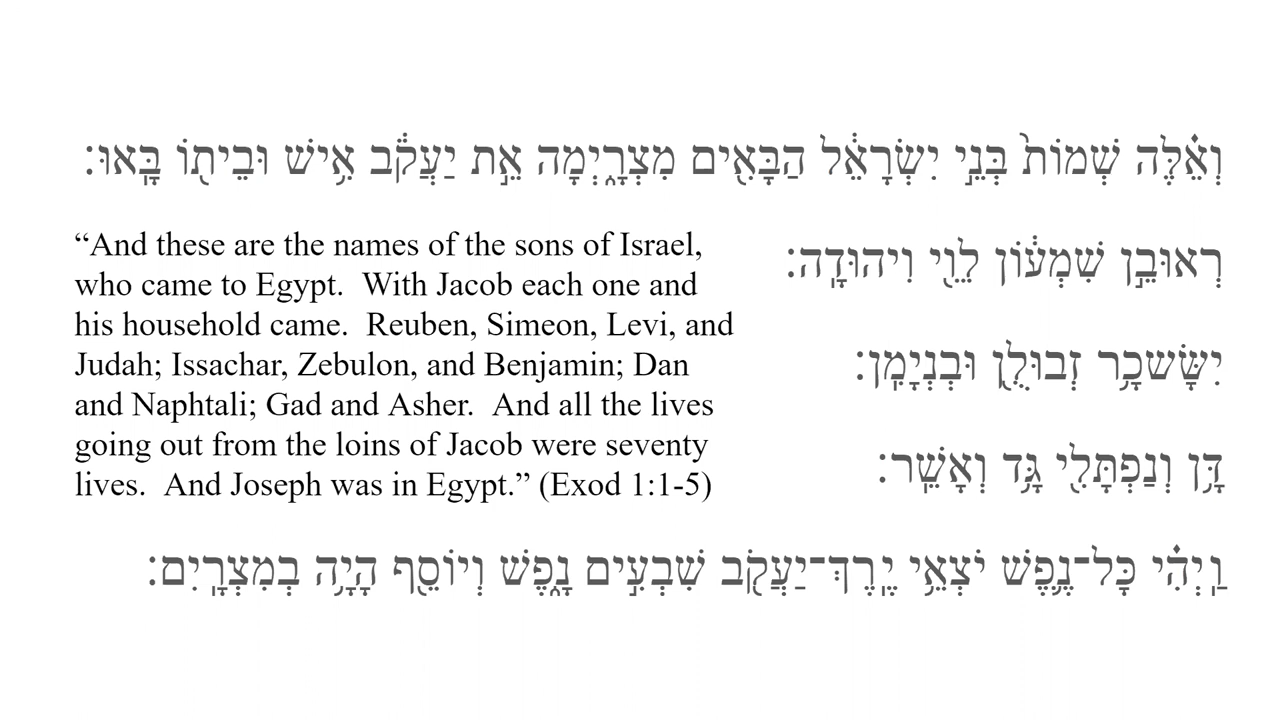 וְאֵ֗לֶּה שְׁמוֹת֙ בְּנֵ֣י יִשְׂרָאֵ֔ל הַבָּאִ֖ים מִצְרָ֑יְמָה אֵ֣ת יַעֲקֹ֔ב אִ֥ישׁ וּבֵית֖וֹ בָּֽאוּ׃
“And these are the names of the sons of Israel,
who came to Egypt.  With Jacob each one and
his household came.  Reuben, Simeon, Levi, and
Judah; Issachar, Zebulon, and Benjamin; Dan
and Naphtali; Gad and Asher.  And all the lives
going out from the loins of Jacob were seventy
lives.  And Joseph was in Egypt.” (Exod 1:1-5)
רְאוּבֵ֣ן שִׁמְע֔וֹן לֵוִ֖י וִיהוּדָֽה׃
יִשָּׂשכָ֥ר זְבוּלֻ֖ן וּבְנְיָמִֽן׃
דָּ֥ן וְנַפְתָּלִ֖י גָּ֥ד וְאָשֵֽׁר׃
וַֽיְהִ֗י כָּל־נֶ֛פֶשׁ יֹצְאֵ֥י יֶֽרֶךְ־יַעֲקֹ֖ב שִׁבְעִ֣ים נָ֑פֶשׁ וְיוֹסֵ֖ף הָיָ֥ה בְמִצְרָֽיִם׃